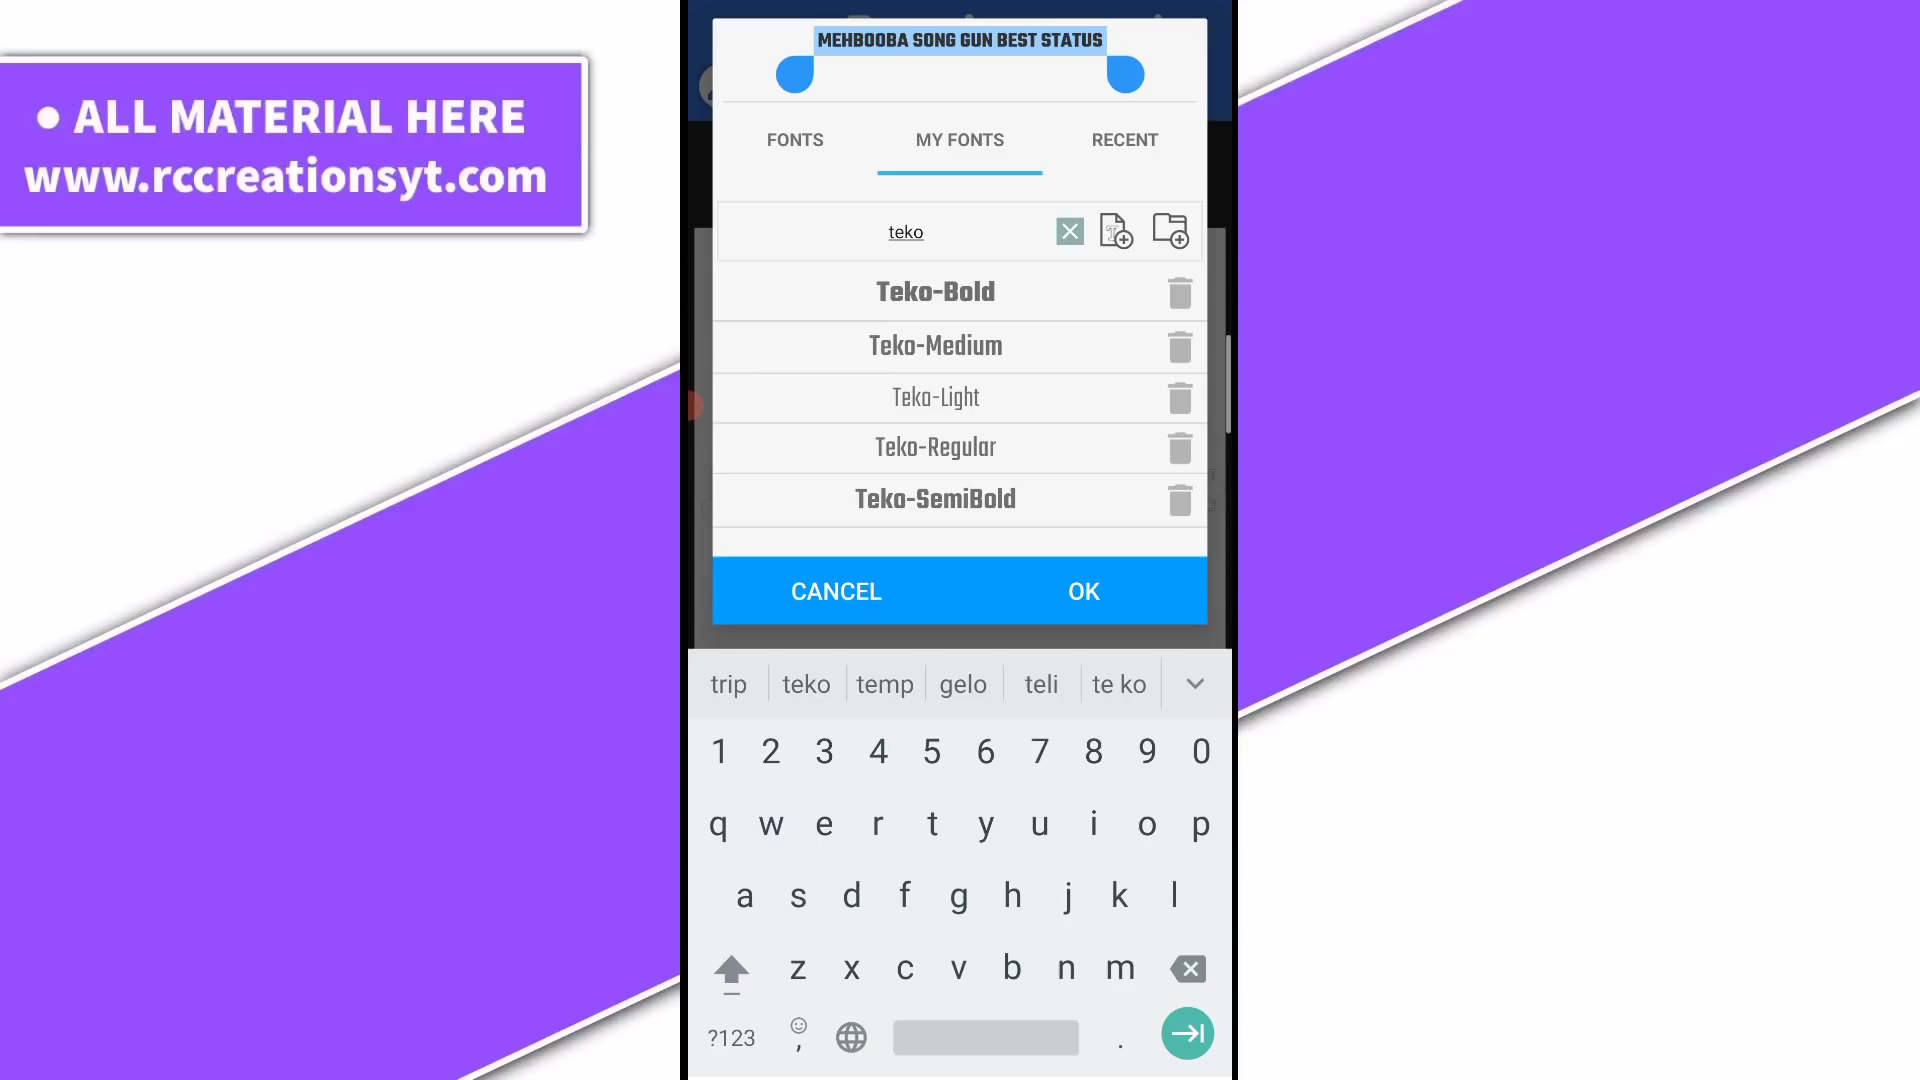 • ALL MATERIAL HERE
www.rccreationsyt.com
MEHBOOBA SONG GUN BEST STATUS
FONTS MY FONTS RECENT
teko
Teko-Bold
Teko-Medium
Teko-Light
Teko-Regular
Teko-SemiBold
CANCEL OK
trip teko temp gelo teli te ko
1 2 3 4 5 6 7 8 9 0
q w e r t y u i o p
a s d f g h j k l
z x c v b n m
?123 , .